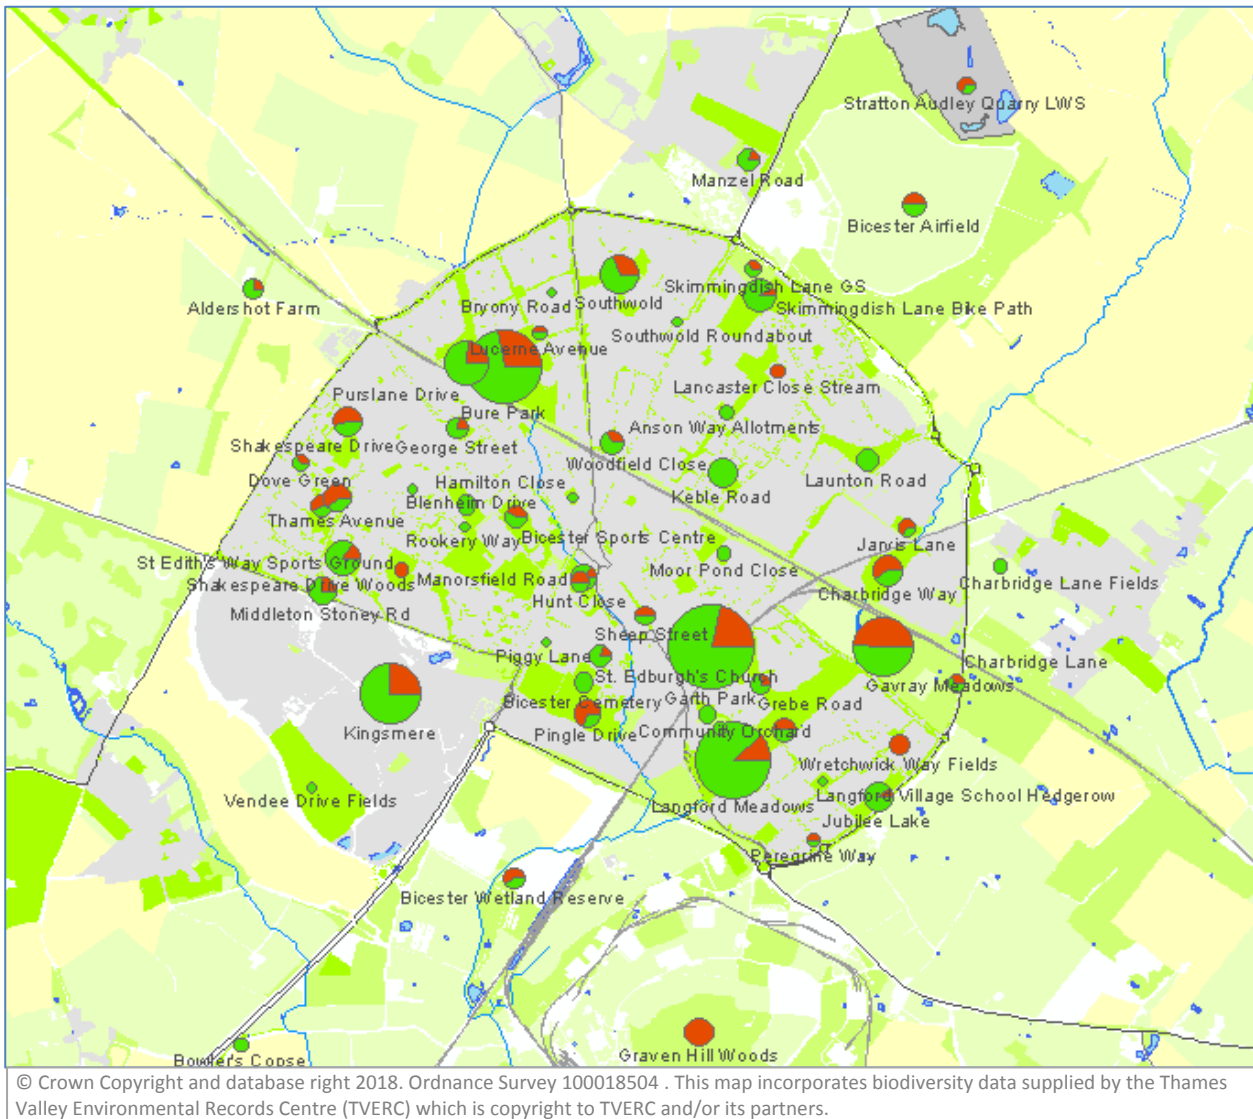 Stratton Audley Quarry LWS
Manzel Road
Bicester Airfield
Skimmingdish Lane GS
Aldershot Farm
Bryony Road
Southwold
Skimmingdish Lane Bike Path
Southwold Roundabout
Lucerne Avenue
Lancaster Close Stream
Purslane Drive
Bure Park
Anson Way Allotments
Shakespeare Drive
George Street
Woodfield Close
Dove Green
Hamilton Close
Keble Road
Launton Road
Blenheim Drive
Thames Avenue
Rookery Way
Bicester Sports Centre
Jarvis Lane
St Edith's Way Sports Ground
Moor Pond Close
Shakespeare Drive Woods
Manorsfield Road
Charbridge Way
Charbridge Lane Fields
Middleton Stoney Rd
Hunt Close
Sheep Street
Piggy Lane
Charbridge Lane
St. Edburgh's Church
Gavray Meadows
Bicester Cemetery
Garth Park
Grebe Road
Kingsmere
Pingle Drive
Community Orchard
Wretchwick Way Fields
Vendee Drive Fields
Langford Meadows
Langford Village School Hedgerow
Jubilee Lake
Peregrine Way
Bicester Wetland Reserve
Graven Hill Woods
Bowler's Copse
© Crown Copyright and database right 2018. Ordnance Survey 100018504 . This map incorporates biodiversity data supplied by the Thames
Valley Environmental Records Centre (TVERC) which is copyright to TVERC and/or its partners.